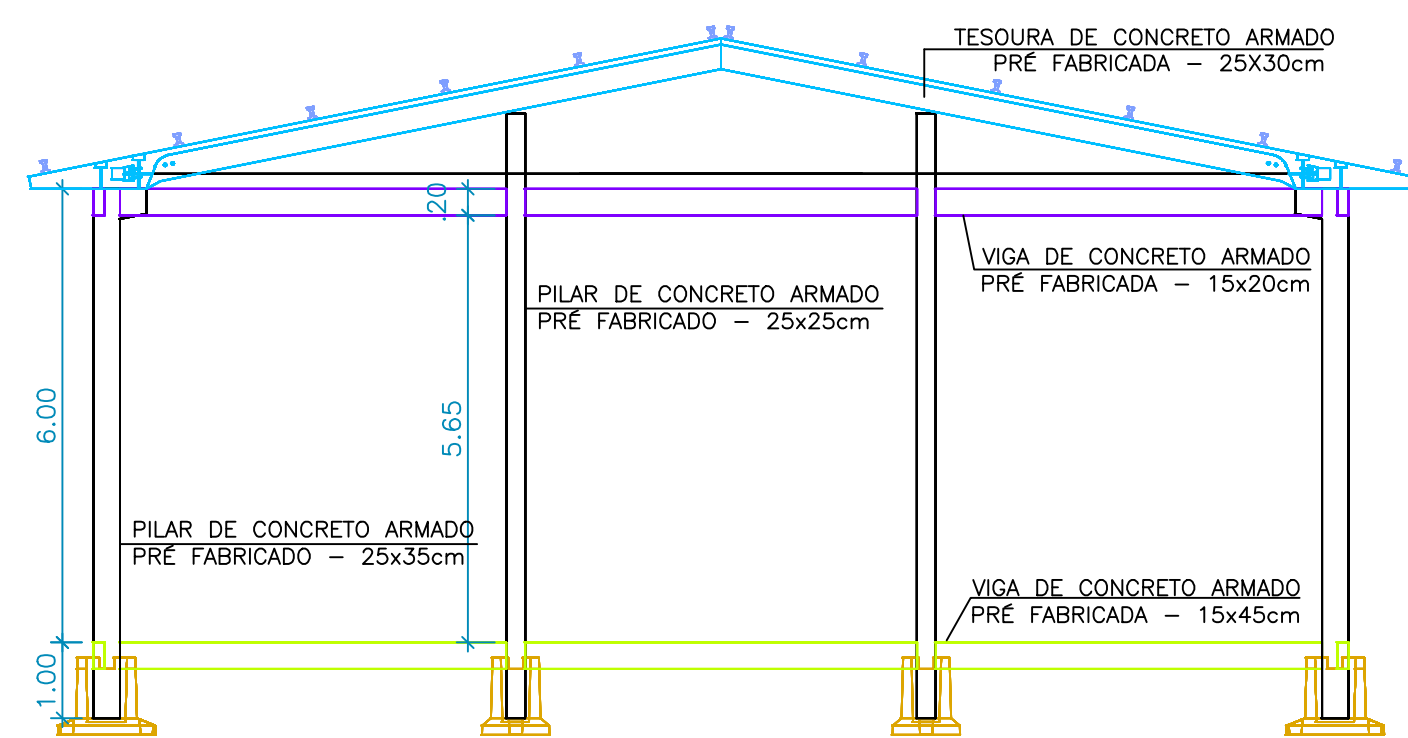 TESOURA DE CONCRETO ARMADO
PRÉ FABRICADA - 25X30cm
.20
VIGA DE CONCRETO ARMADO
PRÉ FABRICADA - 15x20cm
PILAR DE CONCRETO ARMADO
PRÉ FABRICADO - 25x25cm
6.00
5.65
PILAR DE CONCRETO ARMADO
PRÉ FABRICADO - 25x35cm
VIGA DE CONCRETO ARMADO
PRÉ FABRICADA - 15x45cm
1.00